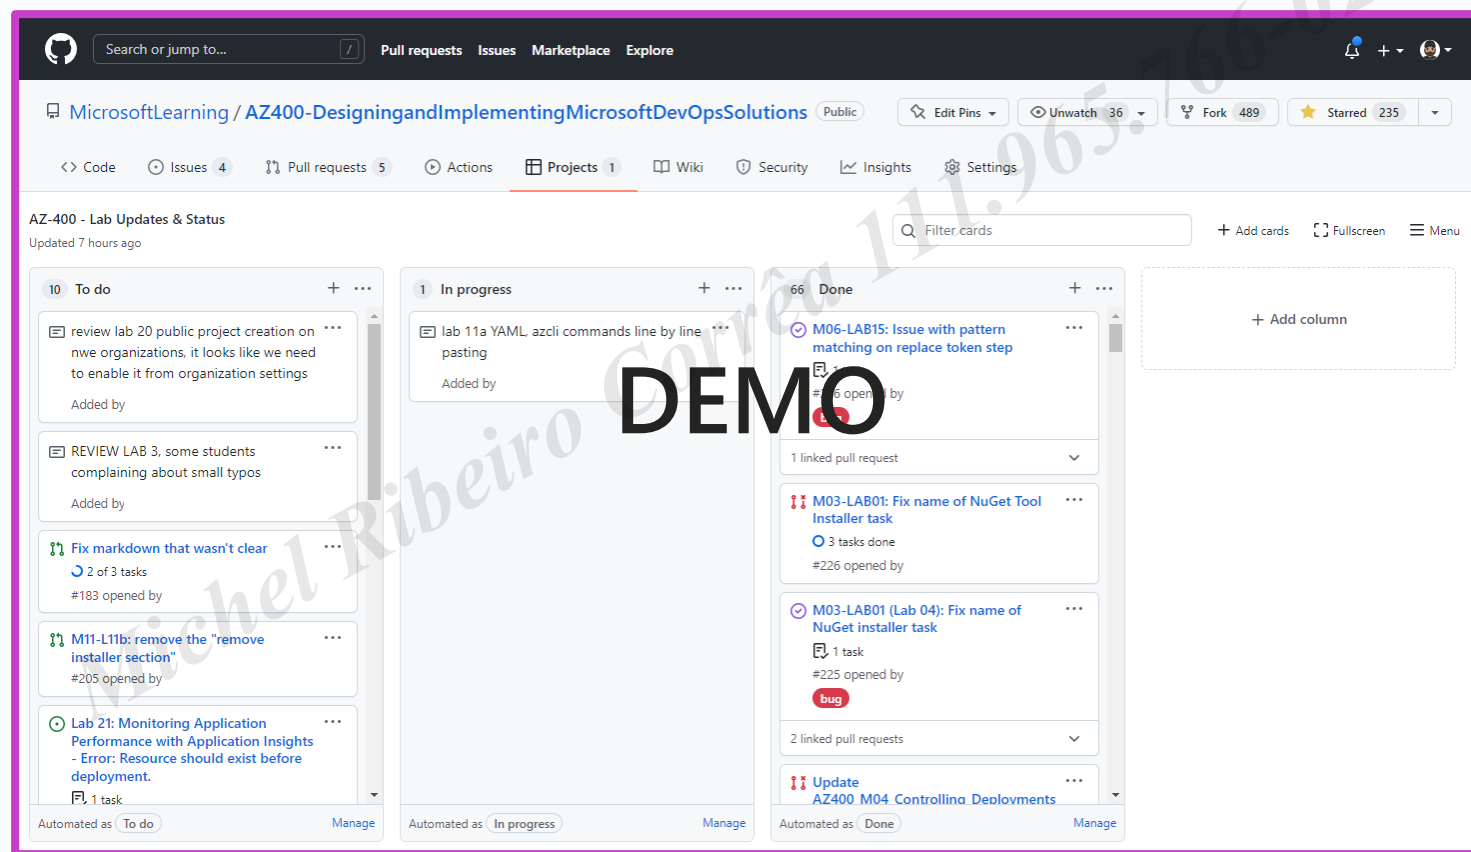 Search or jump to... /
Pull requests Issues Marketplace Explore
MicrosoftLearning / AZ400-DesigningandImplementingMicrosoftDevOpsSolutions Public
Edit Pins Unwatch 36 Fork 489 Starred 235
Code Issues 4 Pull requests 5 Actions Projects 1 Wiki Security Insights Settings
AZ-400 - Lab Updates & Status
Updated 7 hours ago
Filter cards
Add cards Fullscreen Menu
10 To do
review lab 20 public project creation on
nwe organizations, it looks like we need
to enable it from organization settings
Added by
REVIEW LAB 3, some students
complaining about small typos
Added by
Fix markdown that wasn't clear
2 of 3 tasks
#183 opened by
M11-L11b: remove the "remove
installer section"
#205 opened by
Lab 21: Monitoring Application
Performance with Application Insights
- Error: Resource should exist before
deployment.
1 task
Automated as To do Manage
1 In progress
lab 11a YAML, azcli commands line by line
pasting
Added by
Automated as In progress Manage
66 Done
M06-LAB15: Issue with pattern
matching on replace token step
opened by
1 linked pull request
M03-LAB01: Fix name of NuGet Tool
Installer task
3 tasks done
#226 opened by
M03-LAB01 (Lab 04): Fix name of
NuGet installer task
1 task
#225 opened by
bug
2 linked pull requests
Update
AZ400_M04_Controlling_Deployments
Automated as Done Manage
Add column
DEMO
Michel Ribeiro Corrêa 111.965.766-02